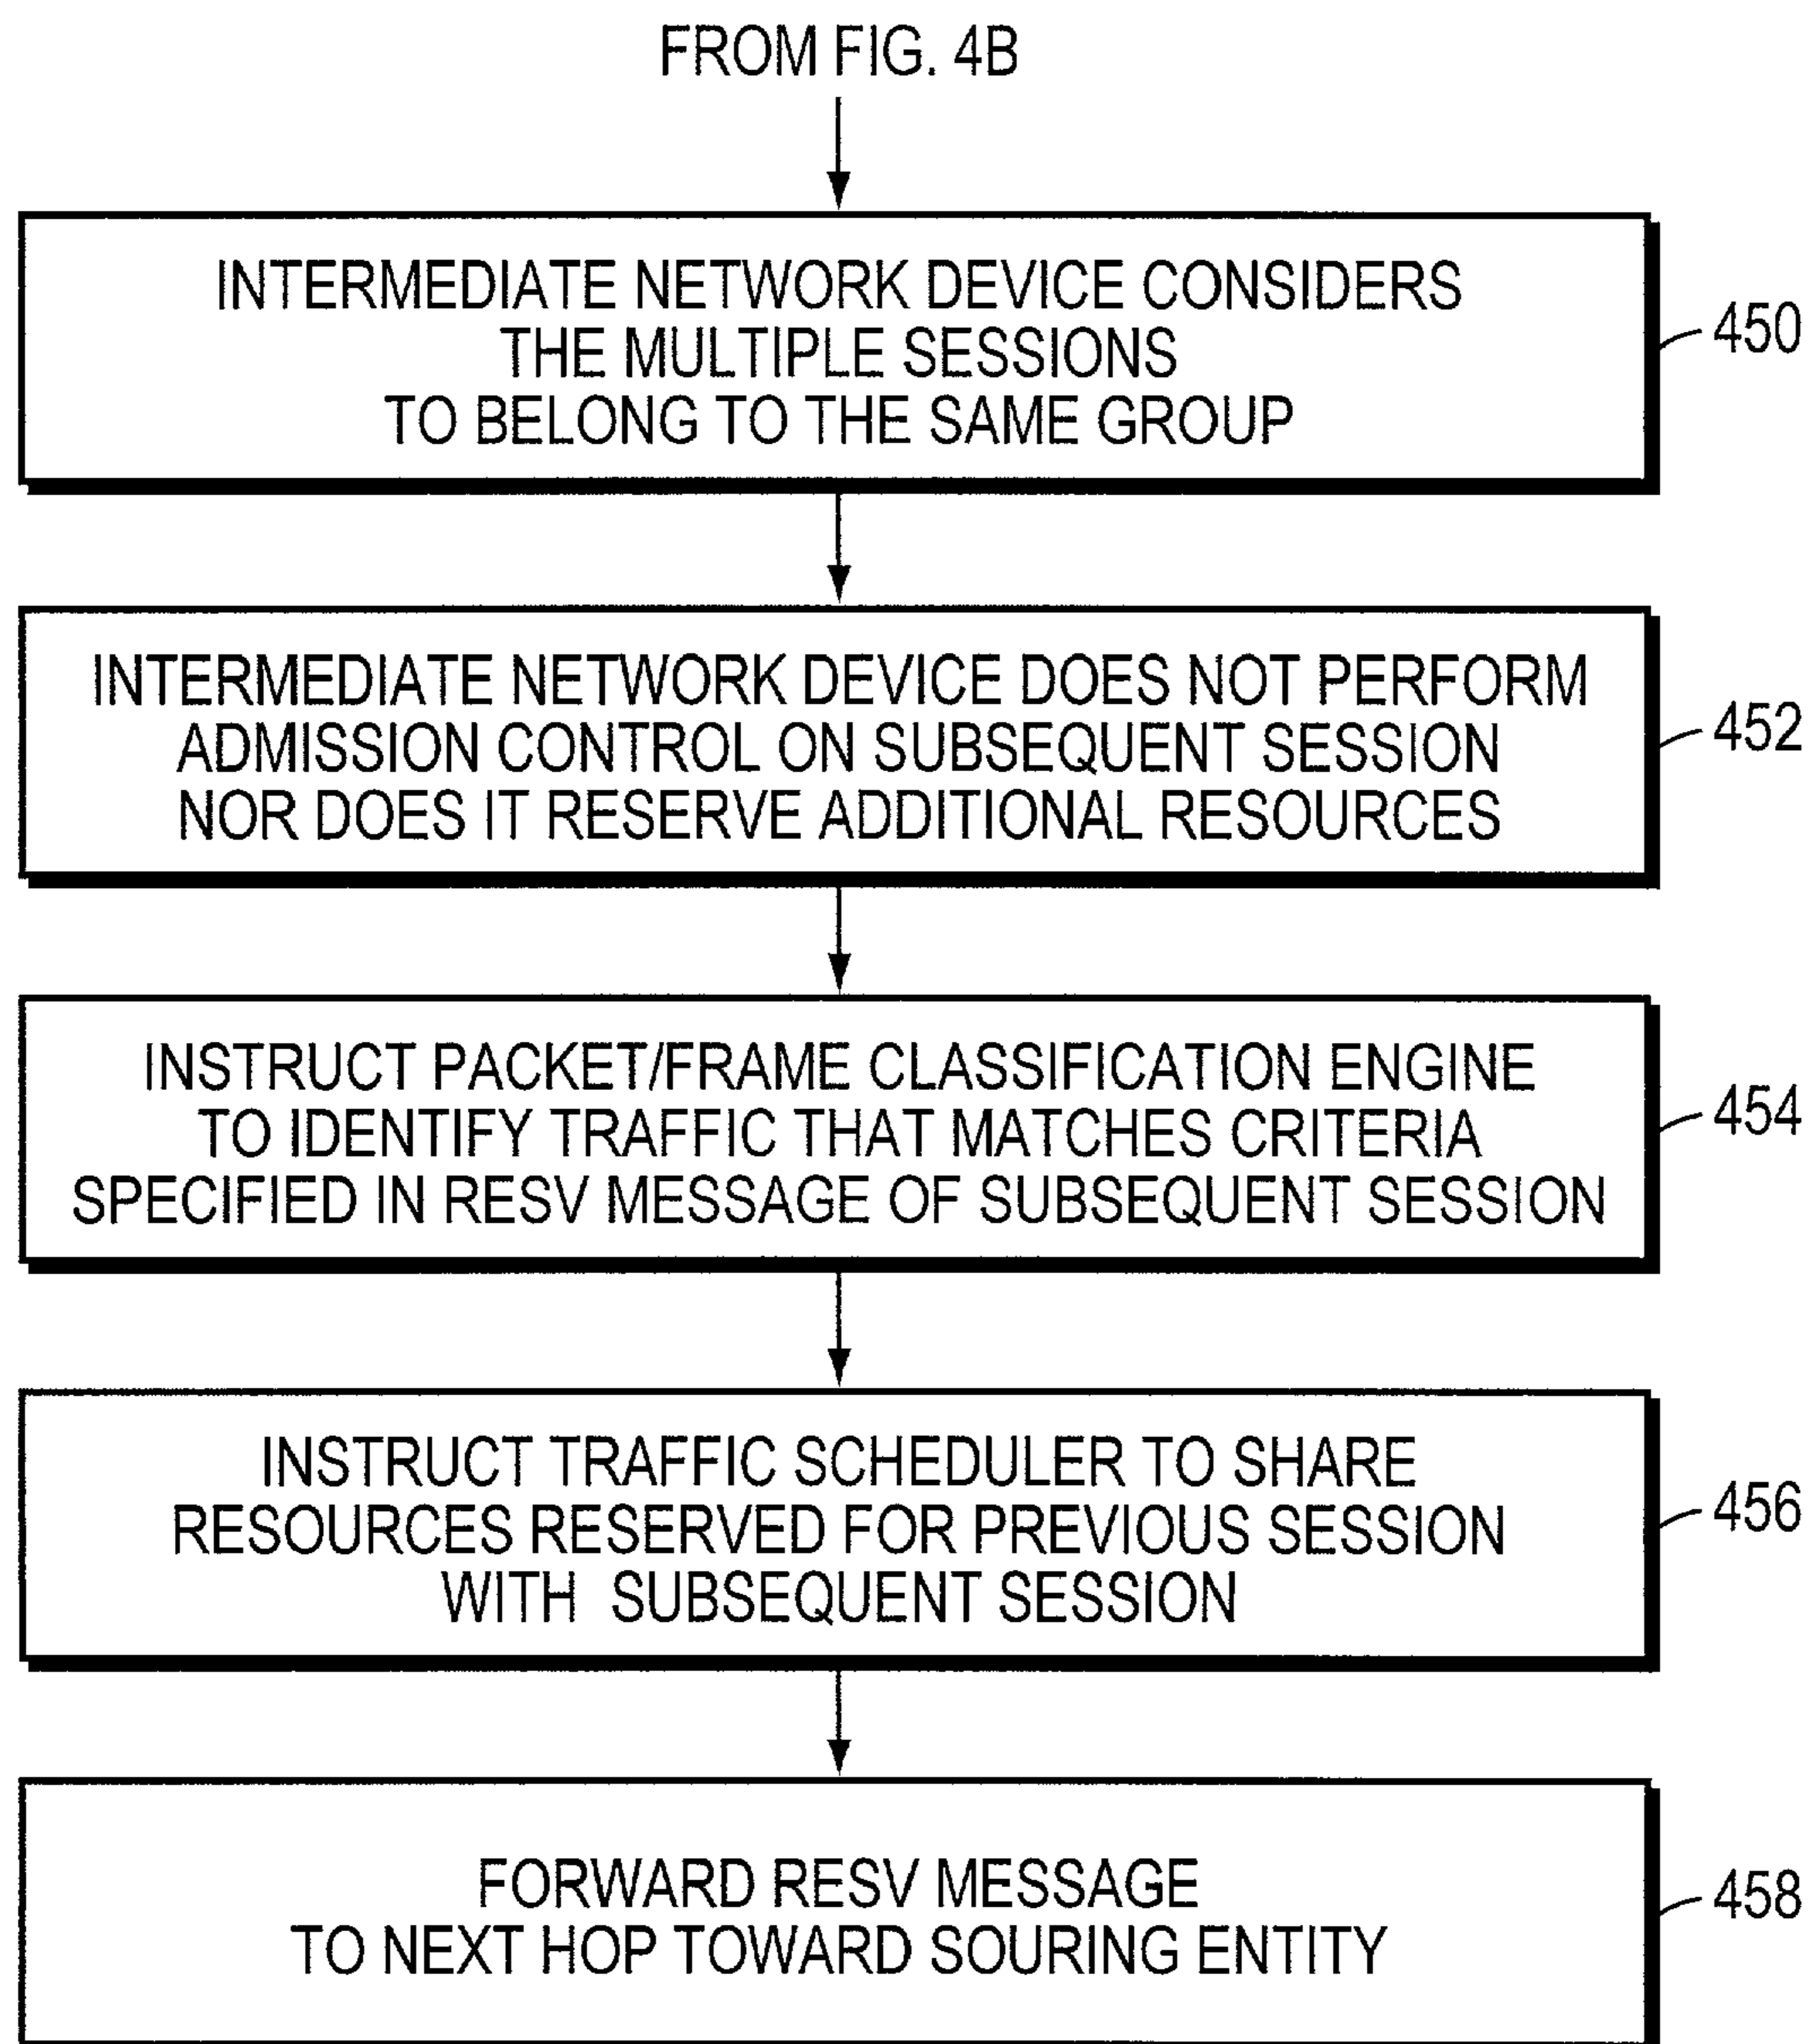 FROM FIG. 4B
INTERMEDIATE NETWORK DEVICE CONSIDERS
THE MULTIPLE SESSIONS
TO BELONG TO THE SAME GROUP
450
INTERMEDIATE NETWORK DEVICE DOES NOT PERFORM
ADMISSION CONTROL ON SUBSEQUENT SESSION
NOR DOES IT RESERVE ADDITIONAL RESOURCES
452
INSTRUCT PACKET/FRAME CLASSIFICATION ENGINE
TO IDENTIFY TRAFFIC THAT MATCHES CRITERIA
SPECIFIED IN RESV MESSAGE OF SUBSEQUENT SESSION
454
INSTRUCT TRAFFIC SCHEDULER TO SHARE
RESOURCES RESERVED FOR PREVIOUS SESSION
WITH SUBSEQUENT SESSION
456
FORWARD RESV MESSAGE
TO NEXT HOP TOWARD SOURING ENTITY
458